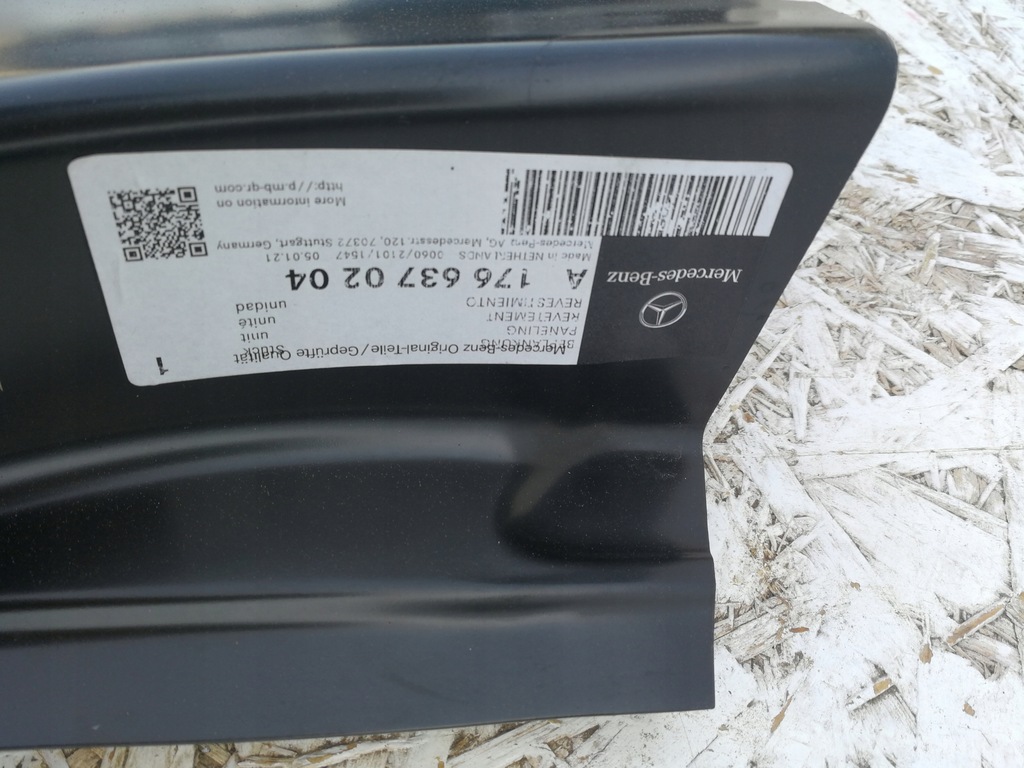 Mercedes-Benz
Mercedes-Benz Original-Teile/Geprüfte Qualität
1
BEPLANKUNG
Stück
PANELING
unit
REVETEMENT
unité
REVESTIMIENTO
unidad
A 176 637 02 04
Made in NETHERLANDS 0060/2101/1547 05.01.21
Mercedes-Benz AG, Mercedesstr.120, 70372 Stuttgart, Germany
More information on
http://p.mb-qr.com